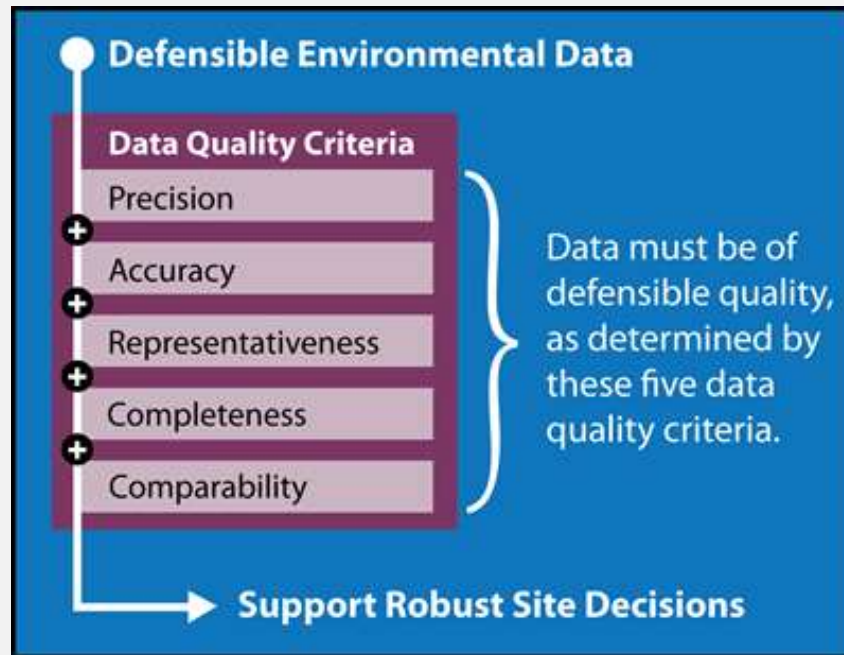 Defensible Environmental Data
Data Quality Criteria
Precision
+
Accuracy
+
Representativeness
+
Completeness
+
Comparability
Data must be of
defensible quality,
as determined by
these five data
quality criteria.
Support Robust Site Decisions